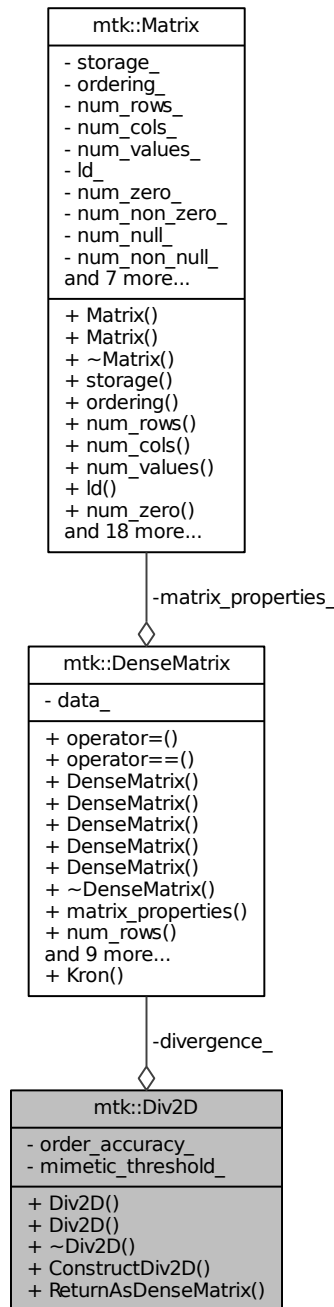 mtk::Matrix
- storage_
- ordering_
- num_rows_
- num_cols_
- num_values_
- ld_
- num_zero_
- num_non_zero_
- num_null_
- num_non_null_
and 7 more...
+ Matrix()
+ Matrix()
+ ~Matrix()
+ storage()
+ ordering()
+ num_rows()
+ num_cols()
+ num_values()
+ ld()
+ num_zero()
and 18 more...
-matrix_properties_
mtk::DenseMatrix
- data_
+ operator=()
+ operator==()
+ DenseMatrix()
+ DenseMatrix()
+ DenseMatrix()
+ DenseMatrix()
+ DenseMatrix()
+ ~DenseMatrix()
+ matrix_properties()
+ num_rows()
and 9 more...
+ Kron()
-divergence_
mtk::Div2D
- order_accuracy_
- mimetic_threshold_
+ Div2D()
+ Div2D()
+ ~Div2D()
+ ConstructDiv2D()
+ ReturnAsDenseMatrix()